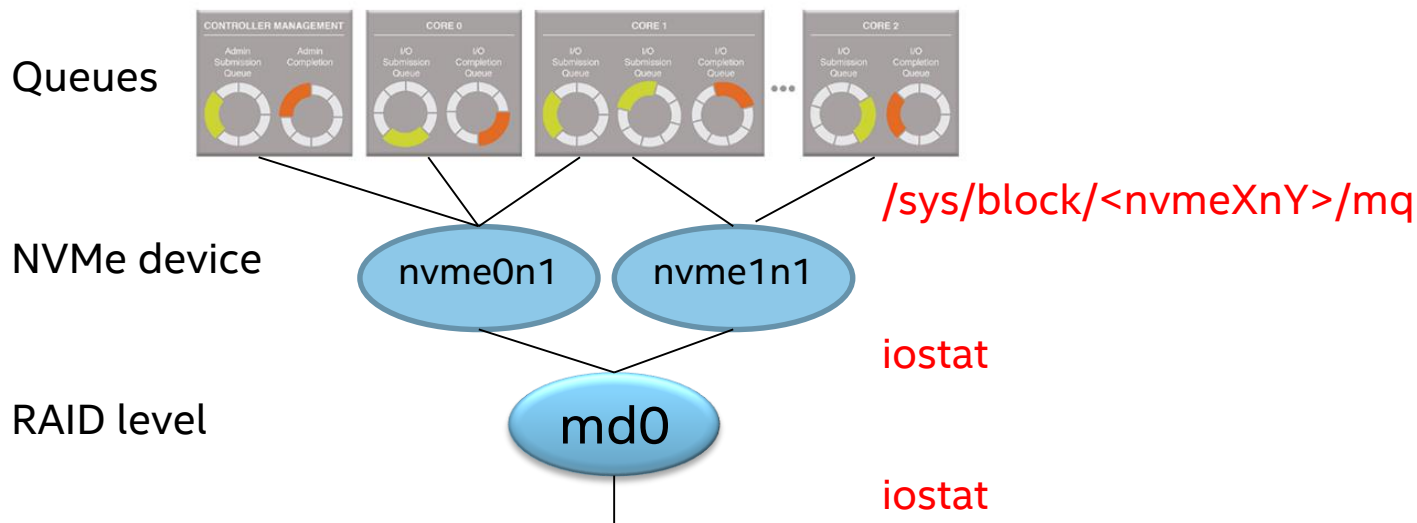 CONTROLLER MANAGEMENT
Admin
Submission
Queue
Admin
Completion
CORE 0
I/O
Submission
Queue
I/O
Completion
Queue
CORE 1
I/O
Submission
Queue
I/O
Submission
Queue
I/O
Completion
Queue
...
CORE 2
I/O
Submission
Queue
I/O
Completion
Queue
Queues
/sys/block/<nvmeXnY>/mq
NVMe device
nvme0n1
nvme1n1
iostat
RAID level
md0
iostat